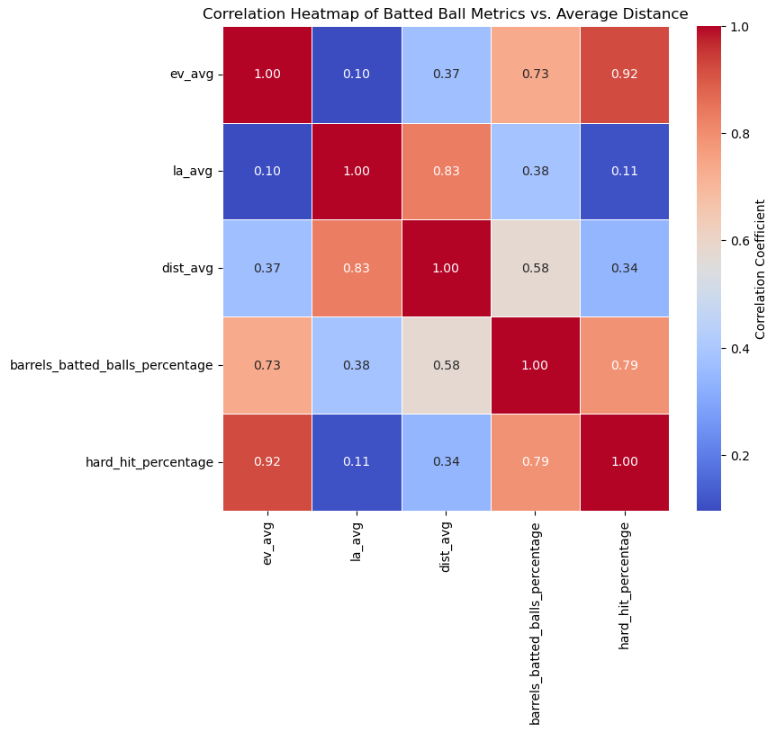 Correlation Heatmap of Batted Ball Metrics vs. Average Distance
ev_avg 1.00 0.10 0.37 0.73 0.92
la_avg 0.10 1.00 0.83 0.38 0.11
dist_avg 0.37 0.83 1.00 0.58 0.34
barrels_batted_balls_percentage 0.73 0.38 0.58 1.00 0.79
hard_hit_percentage 0.92 0.11 0.34 0.79 1.00
ev_avg
la_avg
dist_avg
barrels_batted_balls_percentage
hard_hit_percentage
1.0
0.8
0.6
0.4
0.2
Correlation Coefficient